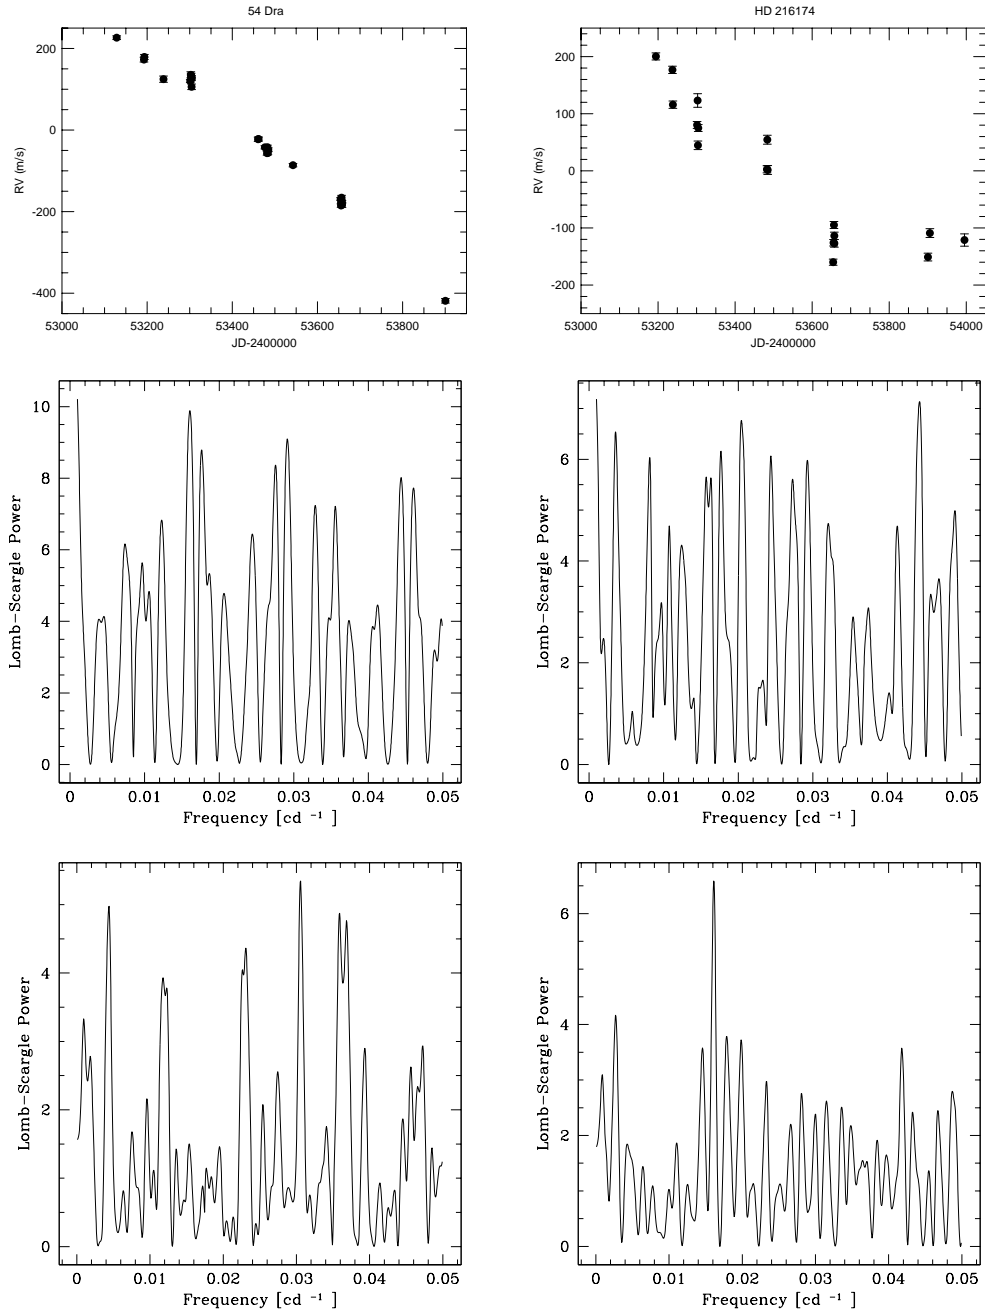 54 Dra
HD 216174
200
0
-200
-400
RV (m/s)
53000 53200 53400 53600 53800
JD-2400000
200
100
0
-100
-200
RV (m/s)
53000 53200 53400 53600 53800 54000
JD-2400000
10
8
6
4
2
0
Lomb-Scargle Power
0 0.01 0.02 0.03 0.04 0.05
Frequency [cd -1 ]
6
4
2
0
Lomb-Scargle Power
0 0.01 0.02 0.03 0.04 0.05
Frequency [cd -1 ]
4
2
0
Lomb-Scargle Power
0 0.01 0.02 0.03 0.04 0.05
Frequency [cd -1 ]
6
4
2
0
Lomb-Scargle Power
0 0.01 0.02 0.03 0.04 0.05
Frequency [cd -1 ]